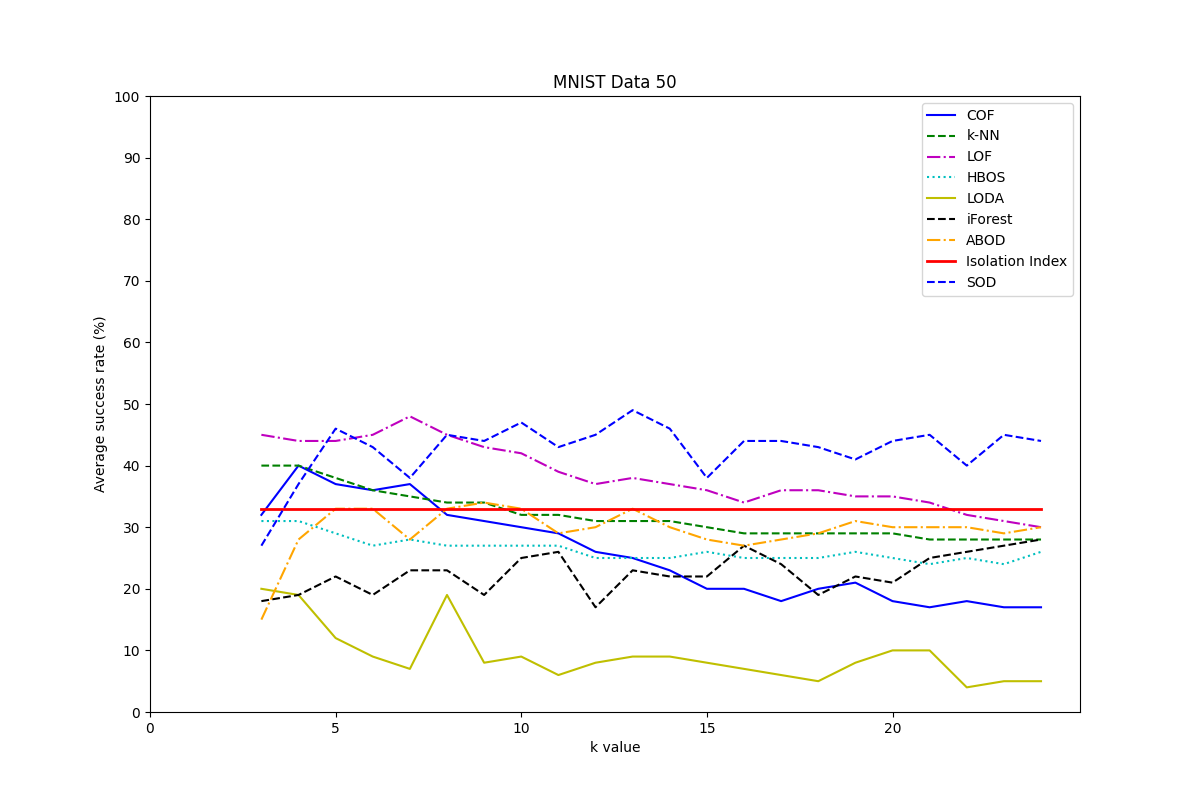 MNIST Data 50
100
90
80
70
60
50
40
30
20
10
0
Average success rate (%)
0 5 10 15 20
k value
COF
k-NN
LOF
HBOS
LODA
iForest
ABOD
Isolation Index
SOD